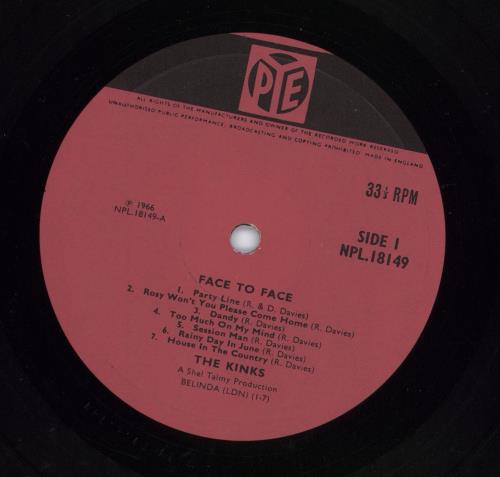 PYE
ALL RIGHTS OF THE MANUFACTURERS AND OWNER OF THE RECORDED WORK RESERVED
UNAUTHORISED PUBLIC PERFORMANCE, BROADCASTING AND COPYING PROHIBITED MADE IN ENGLAND
33⅓ RPM
℗ 1966
NPL.18149-A
SIDE 1
NPL.18149
FACE TO FACE
1. Party Line (R. & D. Davies)
2. Rosy Won't You Please Come Home (R. Davies)
3. Dandy (R. Davies)
4. Too Much On My Mind (R. Davies)
5. Session Man (R. Davies)
6. Rainy Day In June (R. Davies)
7. House In The Country (R. Davies)
THE KINKS
A Shel Talmy Production
BELINDA (LDN) (1-7)